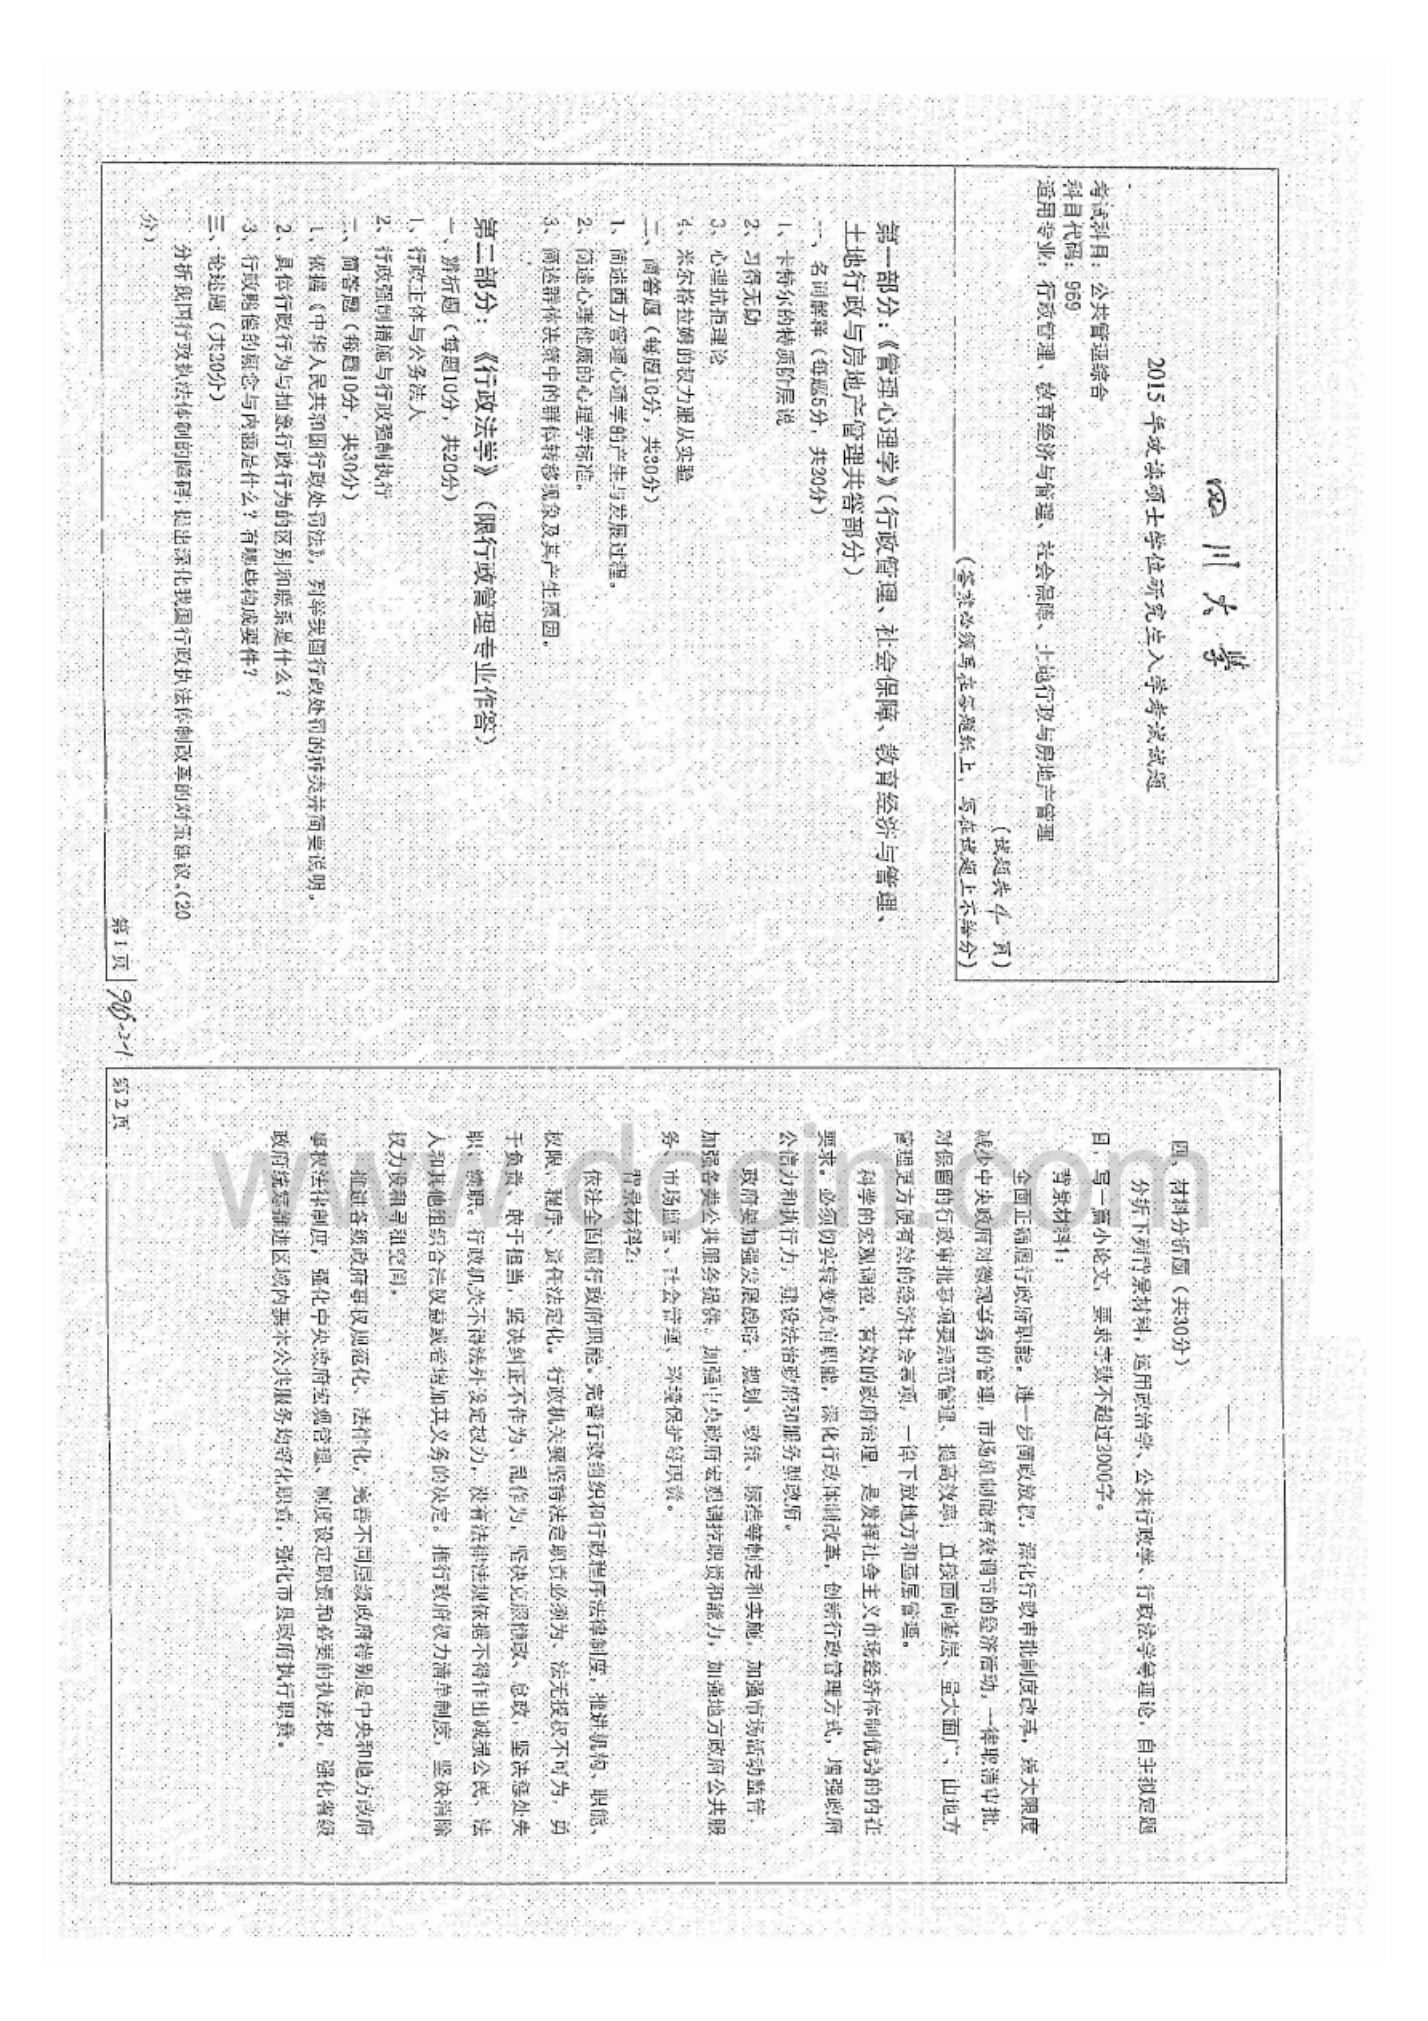 四川大学
2015年攻读硕士学位研究生入学考试试题
考试科目：公共管理综合
科目代码：969
适用专业：行政管理、教育经济与管理、社会保障、土地行政与房地产管理
（试题共 4 页）
（答案必须写在答题纸上，写在试题上不给分）
第一部分：《管理心理学》（行政管理、社会保障、教育经济与管理、
土地行政与房地产管理共答部分）
一、名词解释（每题5分，共20分）
1、卡特尔的特质阶层说
2、习得无助
3、心理抗拒理论
4、米尔格拉姆的权力服从实验
二、简答题（每题10分，共30分）
1、简述西方管理心理学的产生与发展过程。
2、简述心理健康的心理学标准。
3、简述群体决策中的群体转移现象及其产生原因。
第二部分：《行政法学》（限行政管理专业作答）
一、辨析题（每题10分，共20分）
1、行政主体与公务法人
2、行政强制措施与行政强制执行
二、简答题（每题10分，共30分）
1、依据《中华人民共和国行政处罚法》，列举我国行政处罚的种类并简要说明。
2、具体行政行为与抽象行政行为的区别和联系是什么？
3、行政赔偿的概念与内涵是什么？有哪些构成要件？
三、论述题（共20分）
分析我国行政执法体制的障碍，提出深化我国行政执法体制改革的对策建议。（20
分）
第 1 页
四、材料分析题（共30分）
分析下列背景材料，运用政治学、公共行政学、行政法学等理论，自主拟定题
目，写一篇小论文，要求字数不超过2000字。
背景材料1：
全面正确履行政府职能。进一步简政放权，深化行政审批制度改革，最大限度
减少中央政府对微观事务的管理，市场机制能有效调节的经济活动，一律取消审批，
对保留的行政审批事项要规范管理、提高效率；直接面向基层、量大面广、由地方
管理更方便有效的经济社会事项，一律下放地方和基层管理。
科学的宏观调控，有效的政府治理，是发挥社会主义市场经济体制优势的内在
要求。必须切实转变政府职能，深化行政体制改革，创新行政管理方式，增强政府
公信力和执行力，建设法治政府和服务型政府。
政府要加强发展战略、规划、政策、标准等制定和实施，加强市场活动监管，
加强各类公共服务提供。加强中央政府宏观调控职责和能力，加强地方政府公共服
务、市场监管、社会管理、环境保护等职责。
背景材料2：
依法全面履行政府职能。完善行政组织和行政程序法律制度，推进机构、职能、
权限、程序、责任法定化。行政机关要坚持法定职责必须为、法无授权不可为，勇
于负责、敢于担当，坚决纠正不作为、乱作为，坚决克服懒政、怠政，坚决惩处失
职、渎职。行政机关不得法外设定权力，没有法律法规依据不得作出减损公民、法
人和其他组织合法权益或者增加其义务的决定。推行政府权力清单制度，坚决消除
权力设租寻租空间。
推进各级政府事权规范化、法律化，完善不同层级政府特别是中央和地方政府
事权法律制度，强化中央政府宏观管理、制度设定职责和必要的执法权，强化省级
政府统筹推进区域内基本公共服务均等化职责，强化市县政府执行职责。
第 2 页
www.docin.com